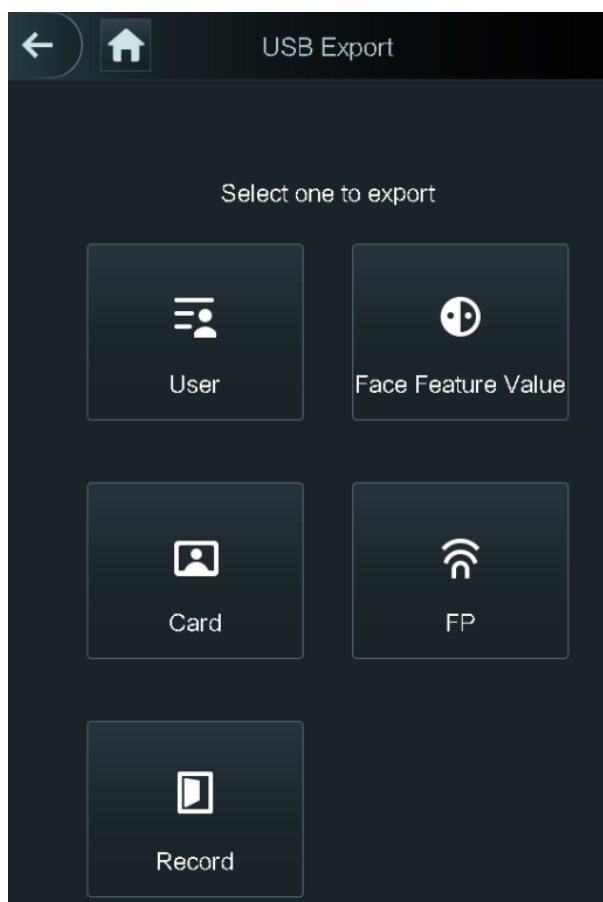 USB Export
Select one to export
User
Face Feature Value
Card
FP
Record